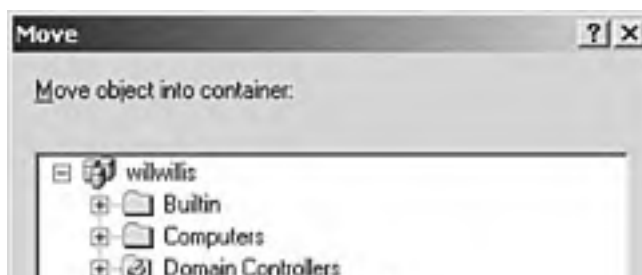 Move
Move object into container:
willwillis
Builtin
Computers
Domain Controllers